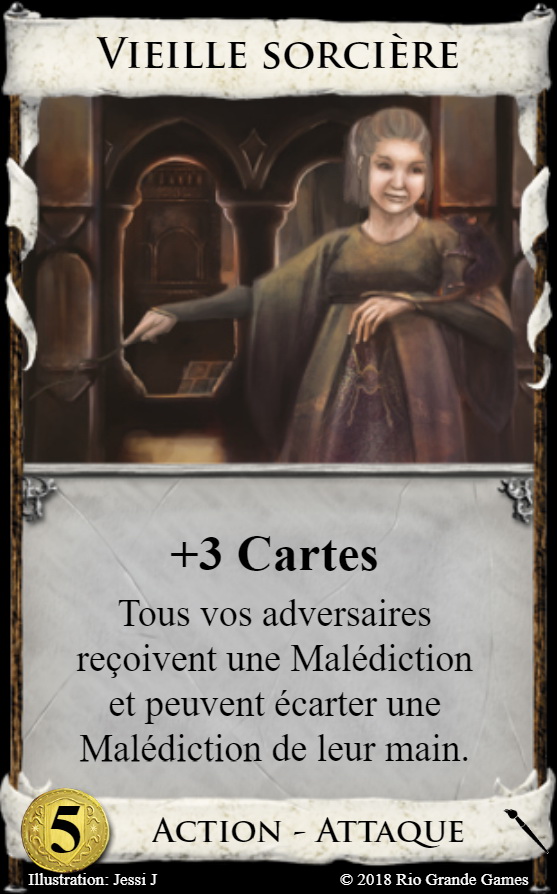 VIEILLE SORCIÈRE
+3 Cartes
Tous vos adversaires
reçoivent une Malédiction
et peuvent écarter une
Malédiction de leur main.
5
ACTION - ATTAQUE
Illustration: Jessi J
© 2018 Rio Grande Games